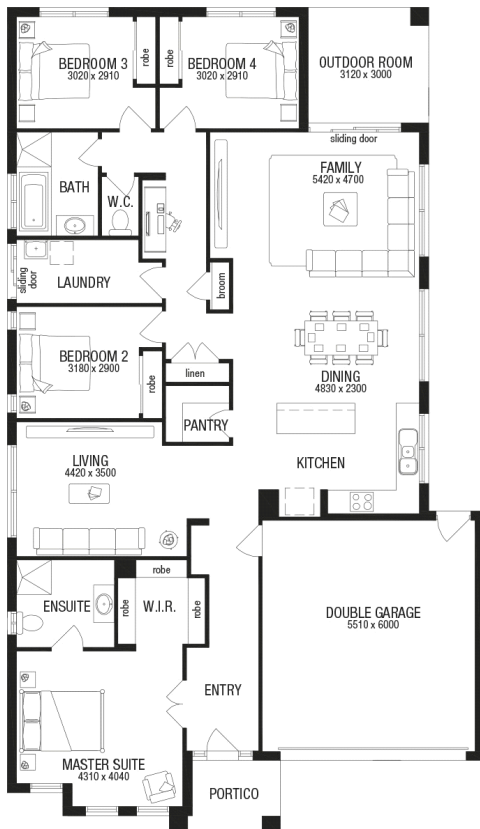 BEDROOM 3
3020 x 2910
robe
robe
BEDROOM 4
3020 x 2910
OUTDOOR ROOM
3120 x 3000
sliding door
FAMILY
5420 x 4700
BATH
W.C.
sliding
door
LAUNDRY
broom
BEDROOM 2
3180 x 2900
robe
linen
DINING
4830 x 2300
PANTRY
KITCHEN
LIVING
4420 x 3500
robe
ENSUITE
robe
W.I.R.
robe
DOUBLE GARAGE
5510 x 6000
ENTRY
MASTER SUITE
4310 x 4040
PORTICO